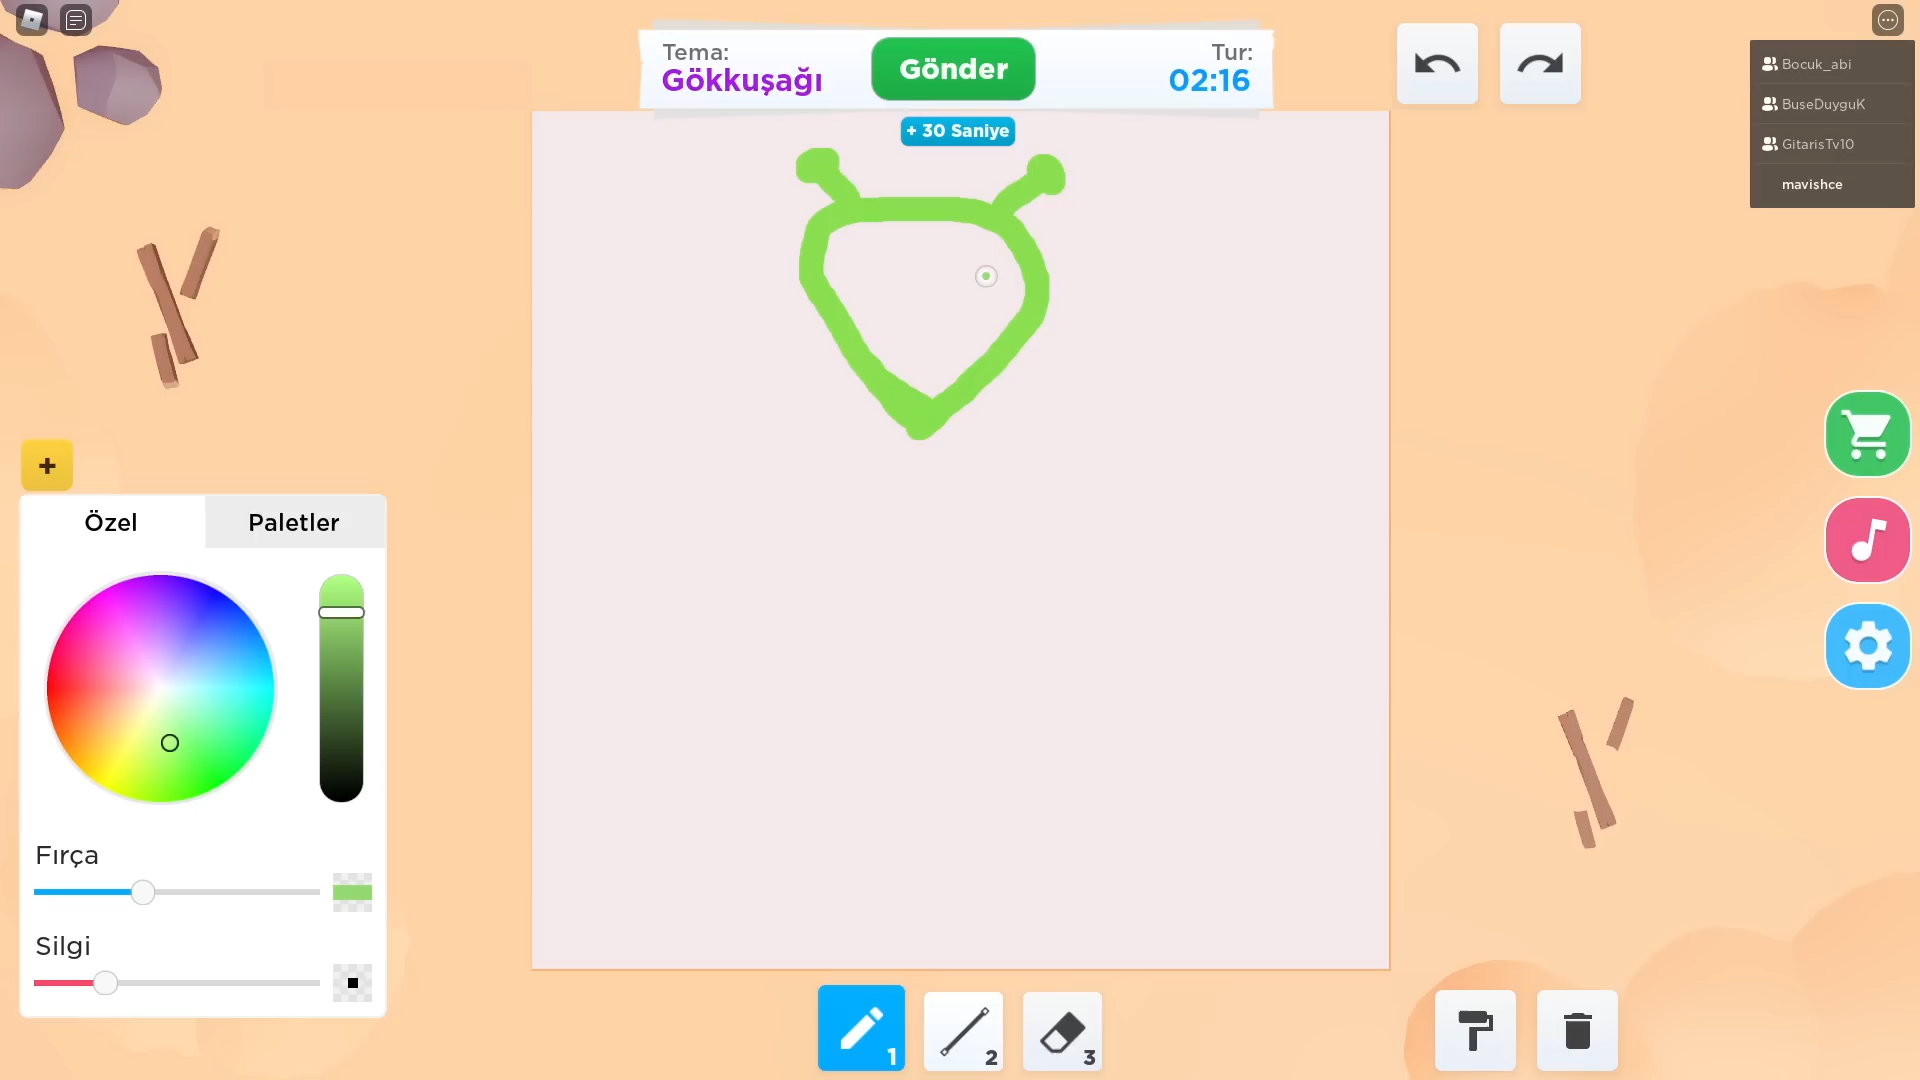 Tema:
Gökkuşağı
Gönder
Tur:
02:16
+ 30 Saniye
Bocuk_abi
BuseDuyguK
GitarisTv10
mavishce
+
Özel
Paletler
Fırça
Silgi
1
2
3